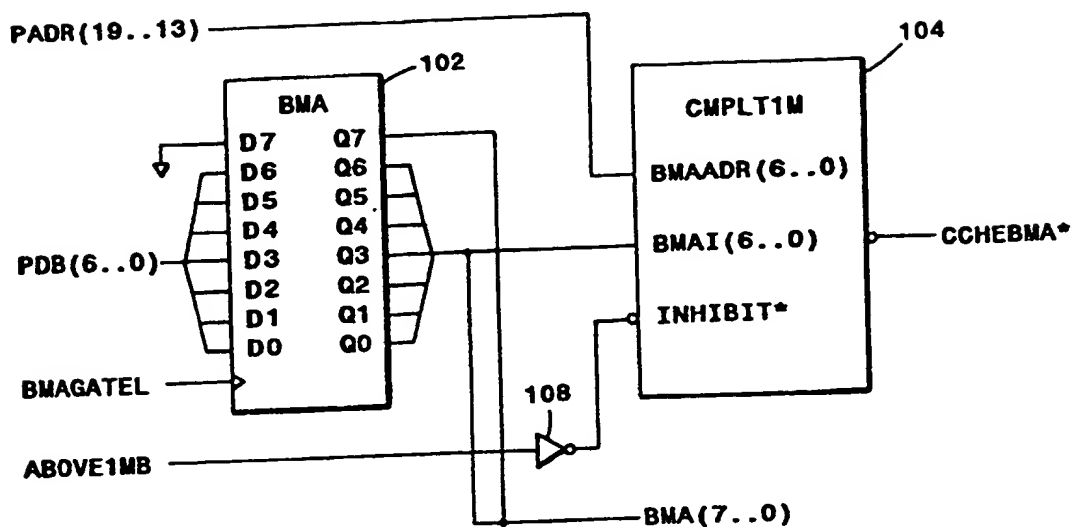 PADR(19..13)
102
104
BMA
CMPLT1M
D7 Q7
D6 Q6
D5 Q5
D4 Q4
D3 Q3
D2 Q2
D1 Q1
D0 Q0
PDB(6..0)
BMAADR(6..0)
BMAI(6..0)
CCHEBMA*
INHIBIT*
BMAGATEL
108
ABOVE1MB
BMA(7..0)